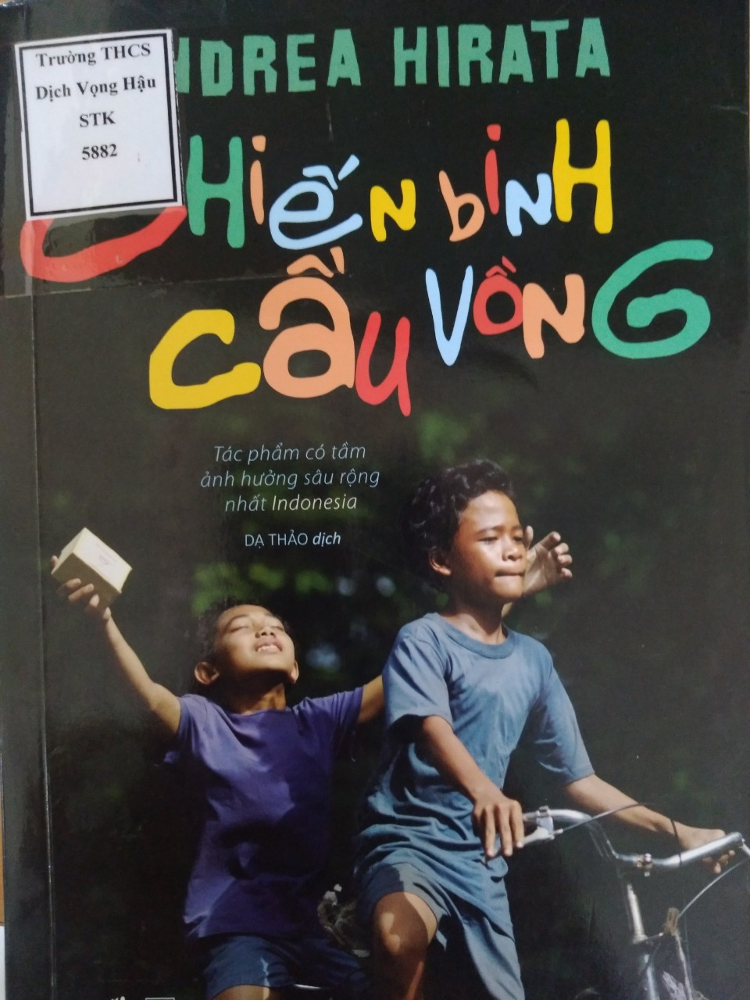 Trường THCS
Dịch Vọng Hậu
STK
5882
NDREA HIRATA
CHiến binH
cầu vồnG
Tác phẩm có tầm
ảnh hưởng sâu rộng
nhất Indonesia
DẠ THẢO dịch